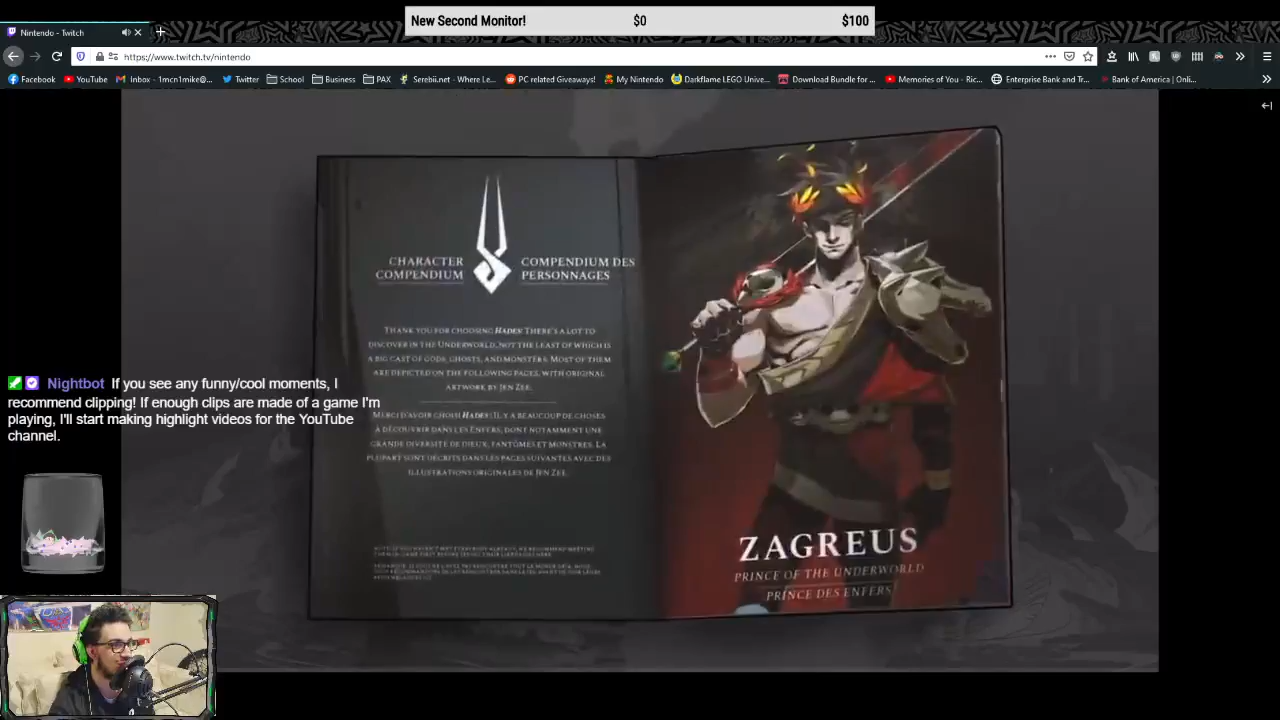 New Second Monitor! $0 $100
Nintendo - Twitch
https://www.twitch.tv/nintendo
Facebook YouTube Inbox - 1mcn1mike@... Twitter School Business PAX Serebii.net - Where Le... PC related Giveaways! My Nintendo Darkflame LEGO Unive... Download Bundle for ... Memories of You - Ric... Enterprise Bank and Tr... Bank of America | Onli...
CHARACTER COMPENDIUM
COMPENDIUM DES PERSONNAGES
THANK YOU FOR CHOOSING HADES! THERE'S A LOT TO
DISCOVER IN THE UNDERWORLD, NOT THE LEAST OF WHICH IS
A BIG CAST OF GODS, GHOSTS, AND MONSTERS. MOST OF THEM
ARE DEPICTED ON THE FOLLOWING PAGES, WITH ORIGINAL
ARTWORK BY JEN ZEE.
MERCI D'AVOIR CHOISI HADES! IL Y A BEAUCOUP DE CHOSES
À DÉCOUVRIR DANS LES ENFERS, DONT NOTAMMENT UNE
GRANDE DIVERSITÉ DE DIEUX, FANTÔMES ET MONSTRES. LA
PLUPART SONT DÉCRITS DANS LES PAGES SUIVANTES AVEC DES
ILLUSTRATIONS ORIGINALES DE JEN ZEE.
ZAGREUS
PRINCE OF THE UNDERWORLD
PRINCE DES ENFERS
Nightbot If you see any funny/cool moments, I
recommend clipping! If enough clips are made of a game I'm
playing, I'll start making highlight videos for the YouTube
channel.